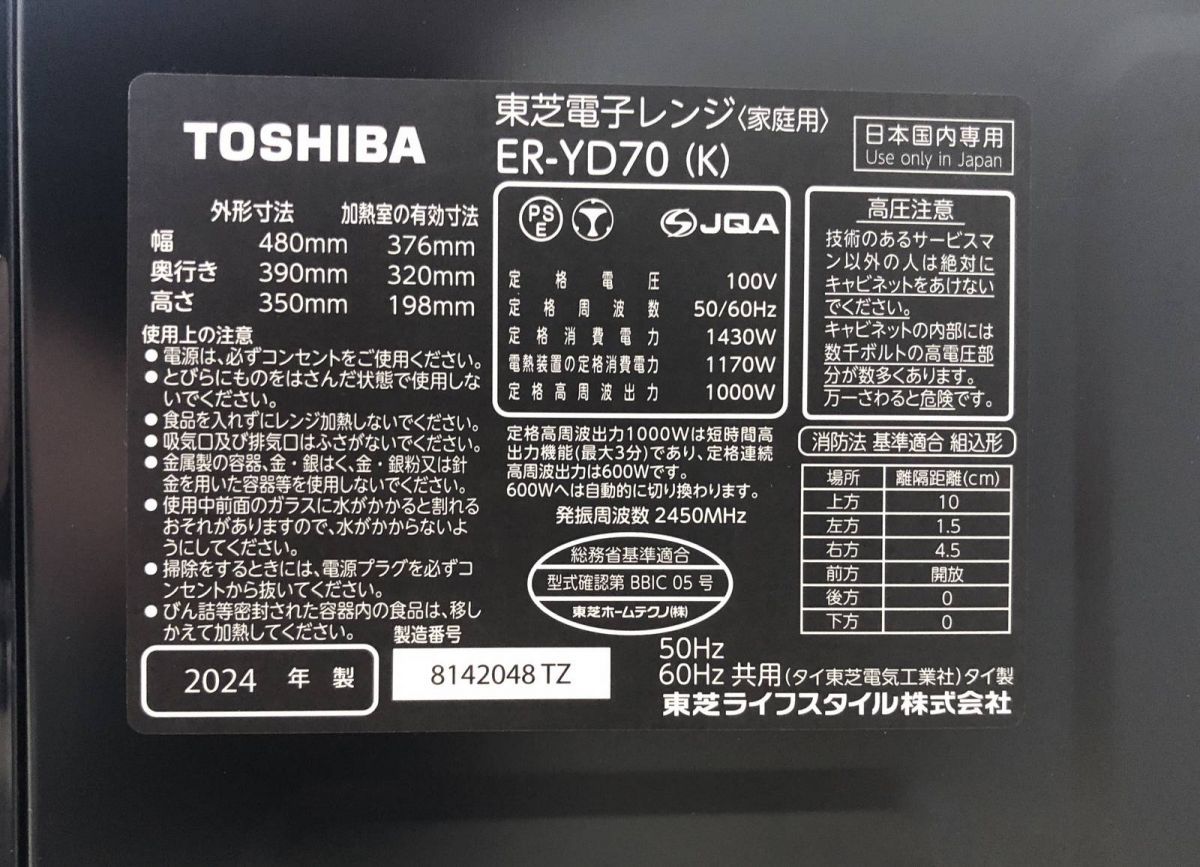 TOSHIBA
東芝電子レンジ〈家庭用〉
ER-YD70 (K)
日本国内専用
Use only in Japan
外形寸法 加熱室の有効寸法
幅 480mm 376mm
奥行き 390mm 320mm
高さ 350mm 198mm
使用上の注意
●電源は、必ずコンセントをご使用ください。
●とびらにものをはさんだ状態で使用しな
いでください。
●食品を入れずにレンジ加熱しないでください。
●吸気口及び排気口はふさがないでください。
●金属製の容器、金・銀はく、金・銀粉又は針
金を用いた容器等を使用しないでください。
●使用中前面のガラスに水がかかると割れる
おそれがありますので、水がかからないよ
うにしてください。
●掃除をするときには、電源プラグを必ずコ
ンセントから抜いてください。
●びん詰等密封された容器内の食品は、移し
かえて加熱してください。
2024 年 製
製造番号
8142048 TZ
PS
E
JQA
定格電圧 100V
定格周波数 50/60Hz
定格消費電力 1430W
電熱装置の定格消費電力 1170W
定格高周波出力 1000W
定格高周波出力1000Wは短時間高
出力機能(最大3分)であり、定格連続
高周波出力は600Wです。
600Wへは自動的に切り換わります。
発振周波数 2450MHz
総務省基準適合
型式確認第 BBIC 05 号
東芝ホームテクノ(株)
高圧注意
技術のあるサービスマ
ン以外の人は絶対に
キャビネットをあけない
でください。
キャビネットの内部には
数千ボルトの高電圧部
分が数多くあります。
万一さわると危険です。
消防法 基準適合 組込形
場所 離隔距離(cm)
上方 10
左方 1.5
右方 4.5
前方 開放
後方 0
下方 0
50Hz
60Hz 共用(タイ東芝電気工業社)タイ製
東芝ライフスタイル株式会社